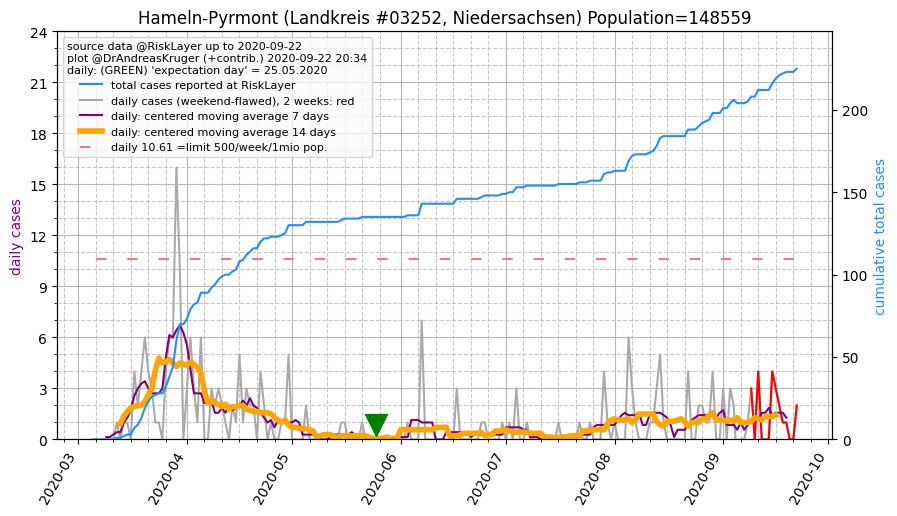 Hameln-Pyrmont (Landkreis #03252, Niedersachsen) Population=148559
source data @RiskLayer up to 2020-09-22
plot @DrAndreasKruger (+contrib.) 2020-09-22 20:34
daily: (GREEN) 'expectation day' = 25.05.2020
total cases reported at RiskLayer
daily cases (weekend-flawed), 2 weeks: red
daily: centered moving average 7 days
daily: centered moving average 14 days
daily 10.61 =limit 500/week/1mio pop.
daily cases
24
21
18
15
12
9
6
3
0
cumulative total cases
200
150
100
50
0
2020-03
2020-04
2020-05
2020-06
2020-07
2020-08
2020-09
2020-10